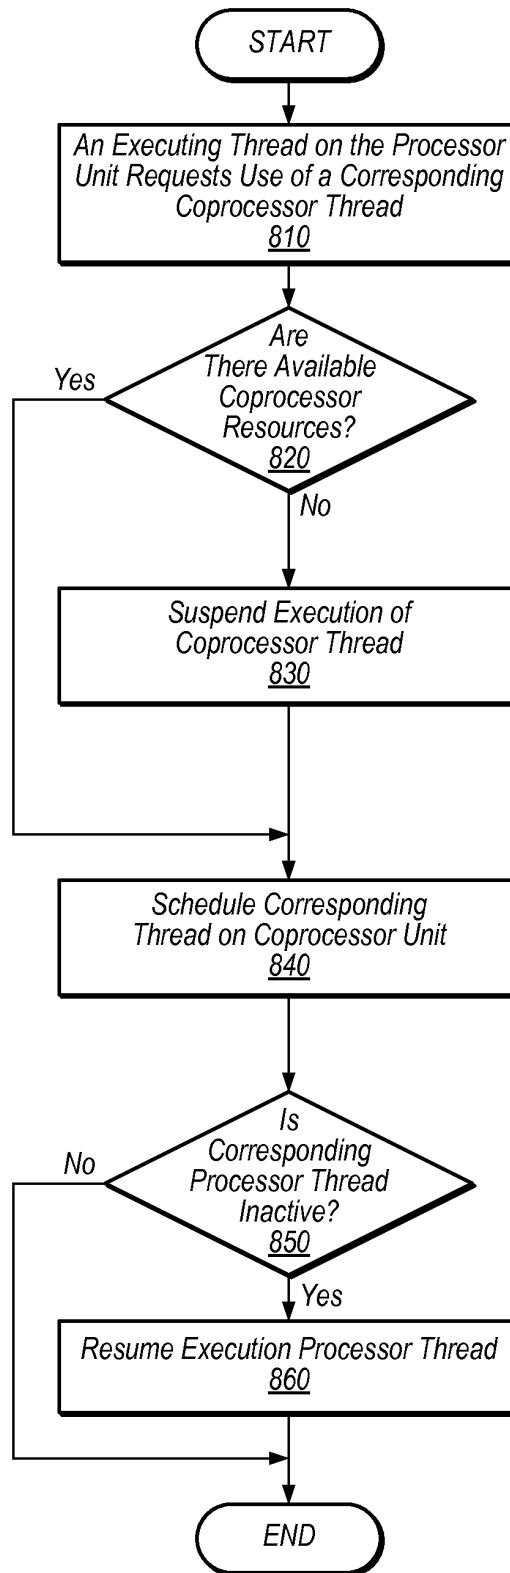 START
An Executing Thread on the Processor
Unit Requests Use of a Corresponding
Coprocessor Thread
810
Are
There Available
Coprocessor
Resources?
820
Yes
No
Suspend Execution of
Coprocessor Thread
830
Schedule Corresponding
Thread on Coprocessor Unit
840
Is
Corresponding
Processor Thread
Inactive?
850
No
Yes
Resume Execution Processor Thread
860
END